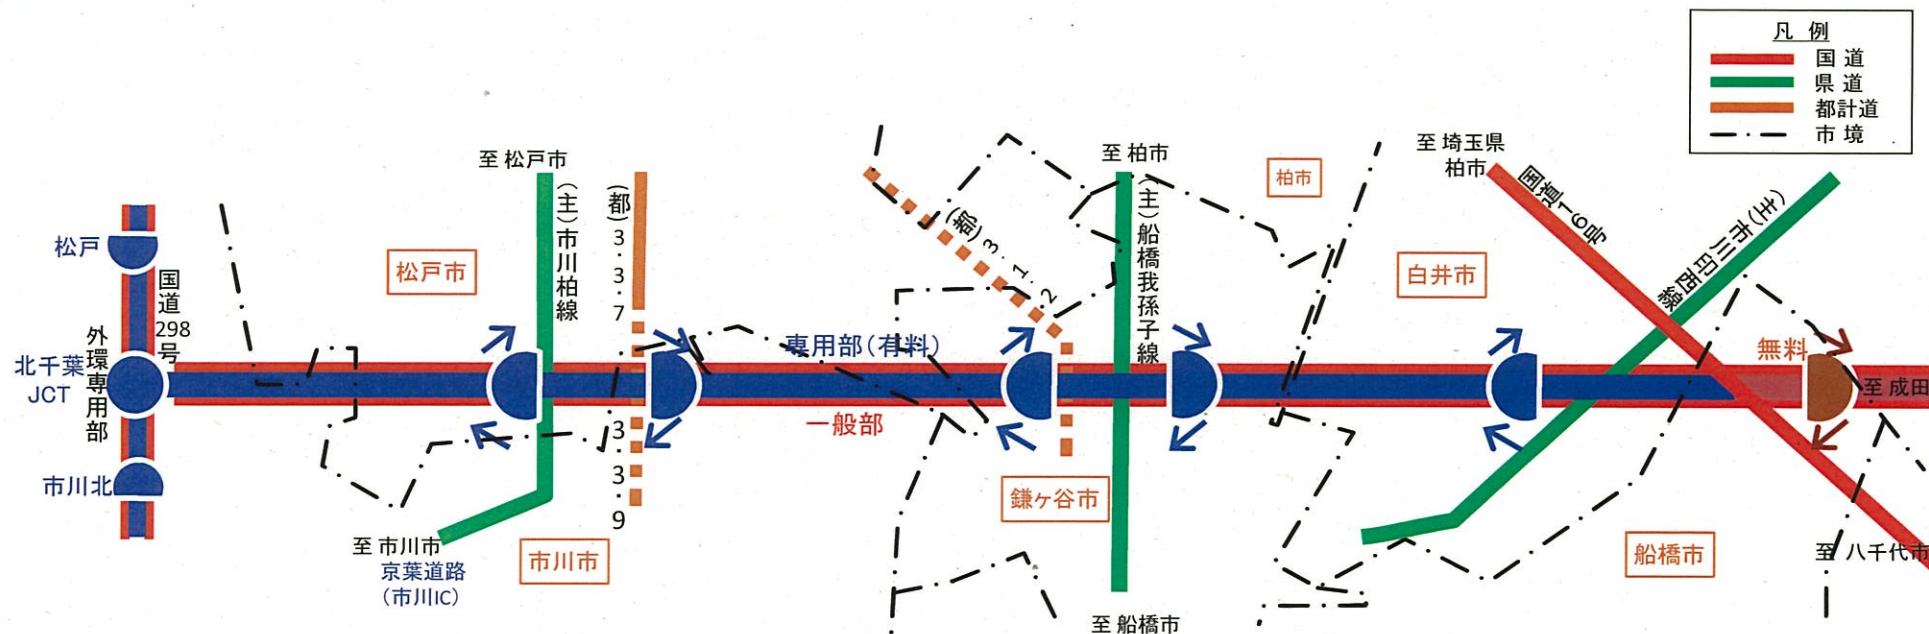 凡 例
国 道
県 道
都計道
市 境
至 松戸市
至 柏市
至 埼玉県
柏市
柏市
松戸
国道298号
松戸市
(主)市川柏線
(都)3・3・7
(都)3・1・2
(主)船橋我孫子線
白井市
国道16号
(主)市川印西線
北千葉
JCT
外環専用部
専用部(有料)
無料
至 成田
一般部
3・3・9
市川北
鎌ヶ谷市
至 市川市
京葉道路
(市川IC)
市川市
船橋市
至 八千代市
至 船橋市